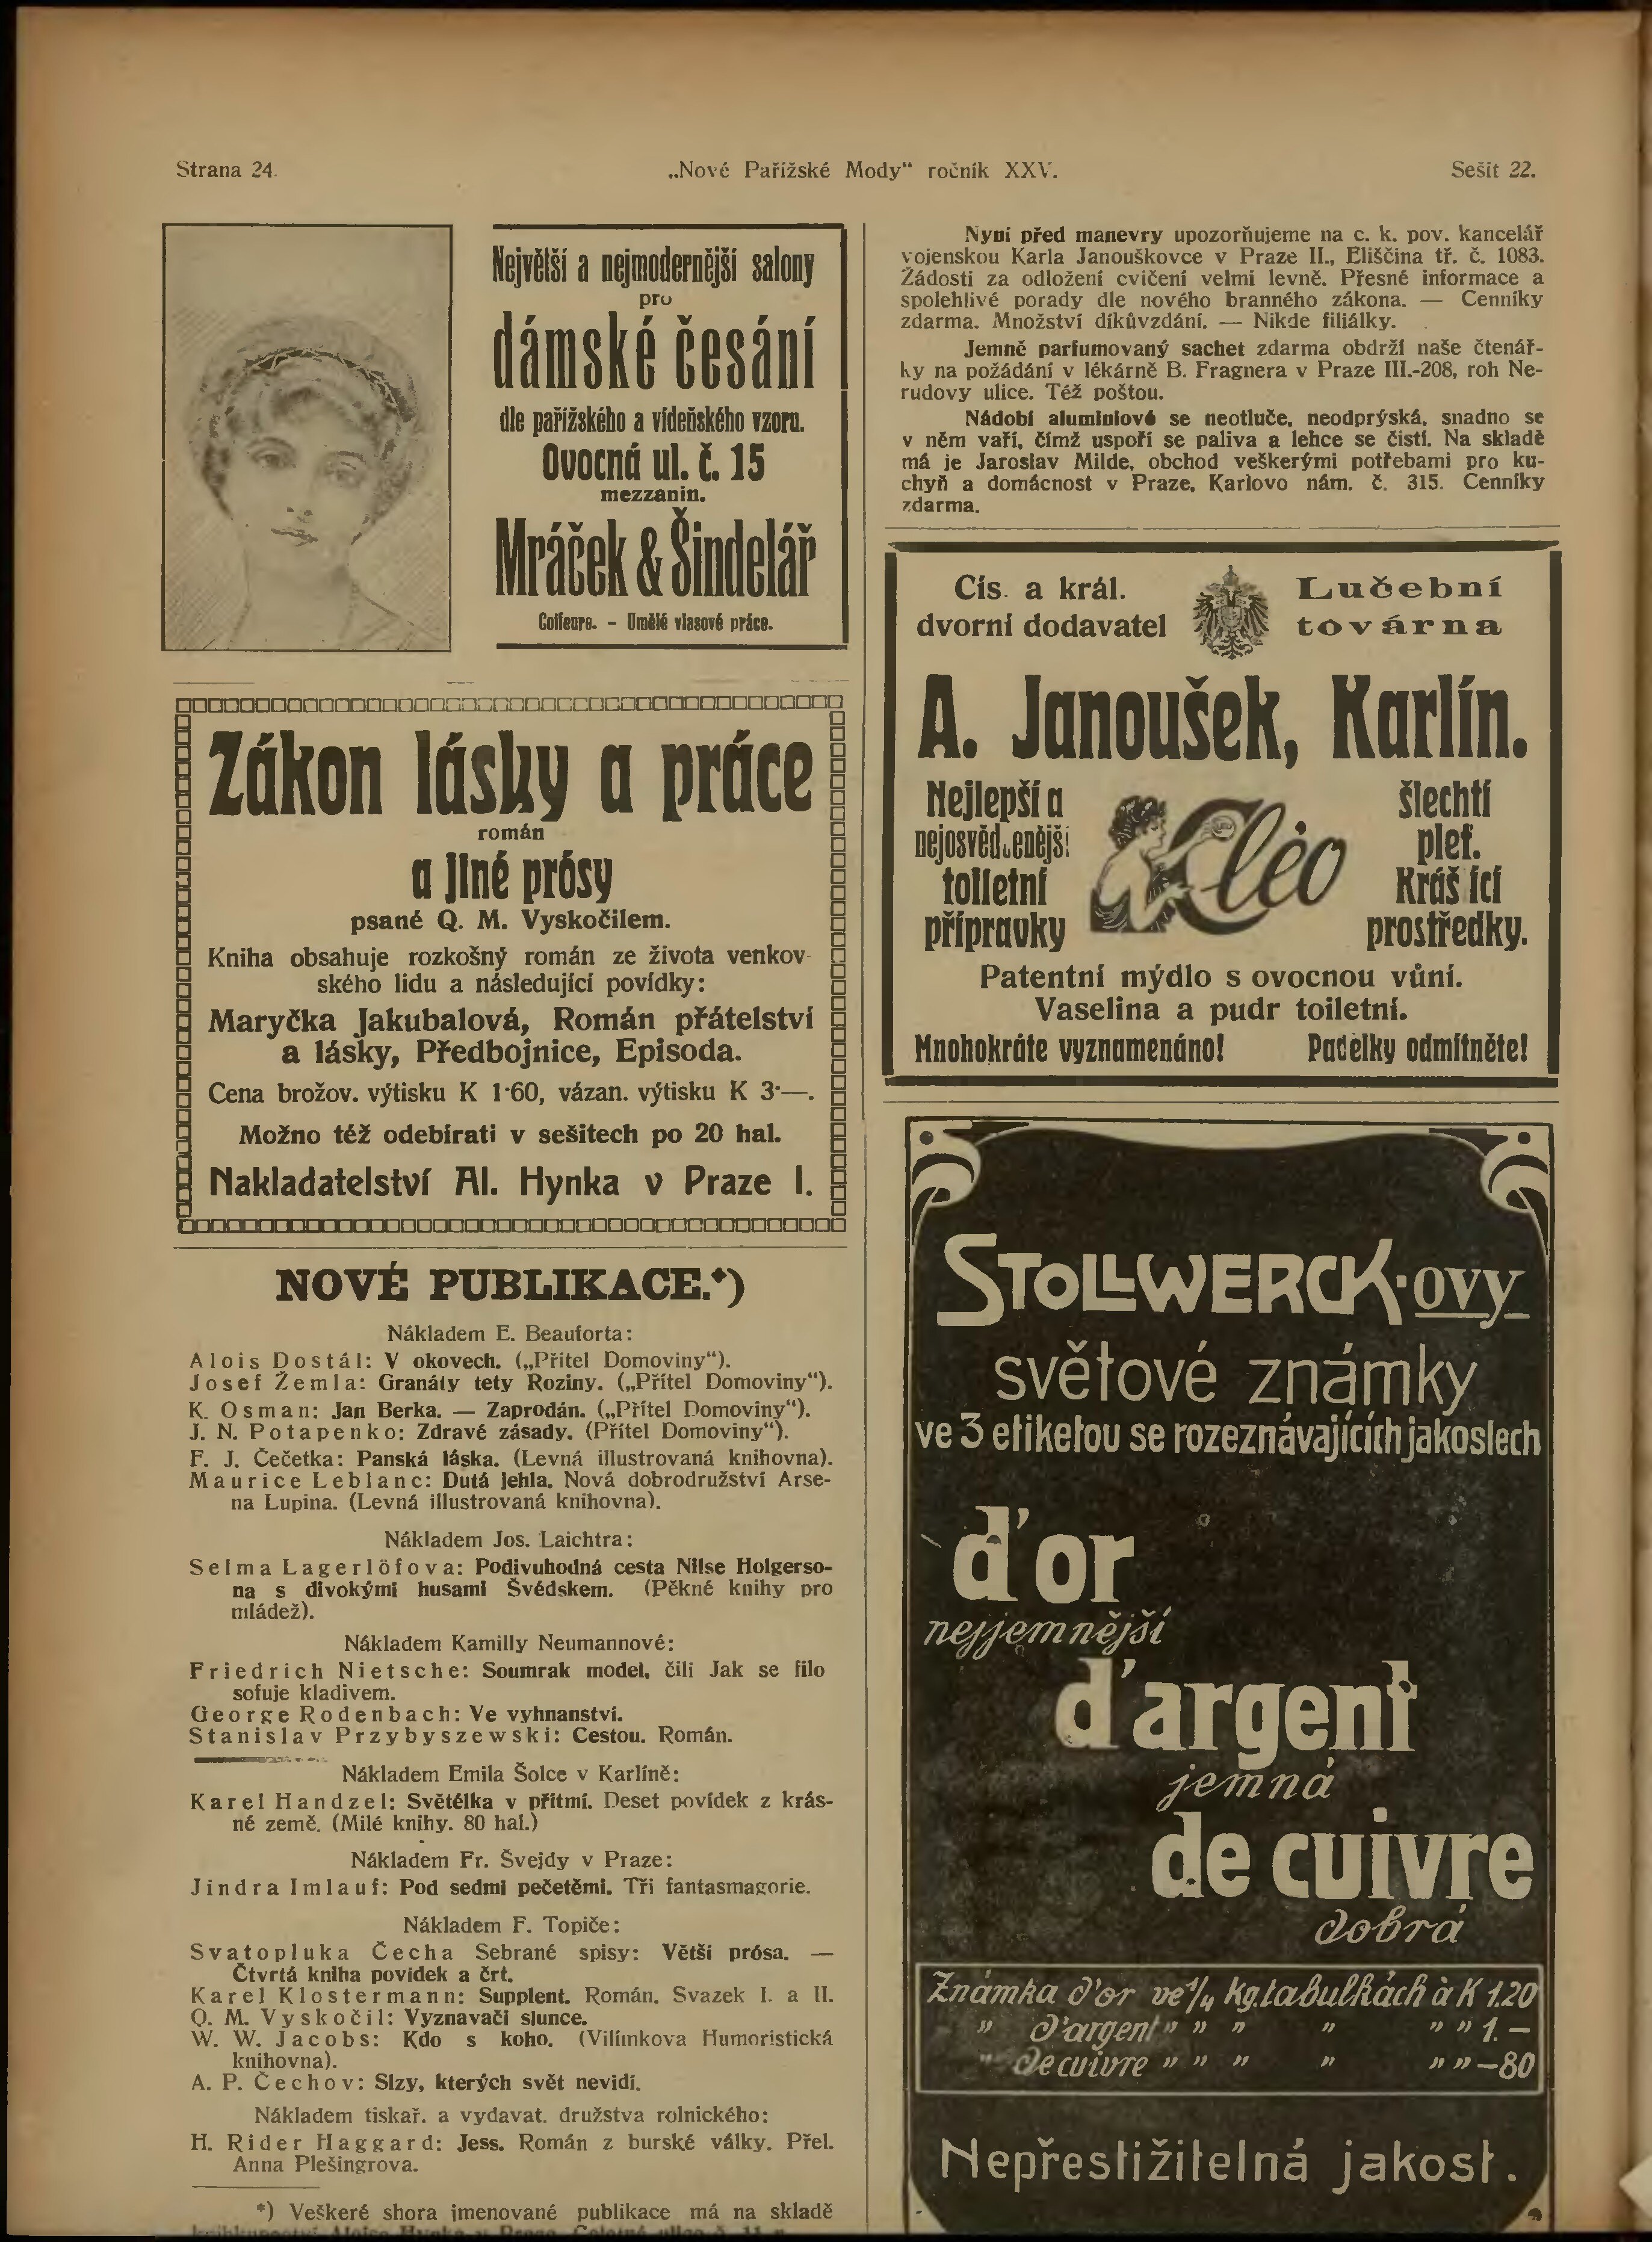 Strana 24.
„Nové Pařížské Mody“ ročník XXV.
Sešit 22.
Největší a nejmodernější salony
pro
dámské česání
dle pařížského a vídeňského vzoru.
Ovocná ul. č. 15
mezzanin.
Mráček & Šindelář
Coiffeure. – Umělé vlasové práce.
Zákon lásky a práce
román
a jiné prósy
psané Q. M. Vyskočilem.
Kniha obsahuje rozkošný román ze života venkov-
ského lidu a následující povídky:
Maryčka Jakubalová, Román přátelství
a lásky, Předbojnice, Episoda.
Cena brožov. výtisku K 1·60, vázan. výtisku K 3·—.
Možno též odebírati v sešitech po 20 hal.
Nakladatelství Al. Hynka v Praze I.
NOVÉ PUBLIKACE.*)
Nákladem E. Beauforta:
Alois Dostál: V okovech. („Přítel Domoviny“).
Josef Žemla: Granáty tety Roziny. („Přítel Domoviny“).
K. Osman: Jan Berka. — Zaprodán. („Přítel Domoviny“).
J. N. Potapenko: Zdravé zásady. (Přítel Domoviny“).
F. J. Čečetka: Panská láska. (Levná illustrovaná knihovna).
Maurice Leblanc: Dutá jehla. Nová dobrodružství Arse-
na Lupina. (Levná illustrovaná knihovna).
Nákladem Jos. Laichtra:
Selma Lagerlöfova: Podivuhodná cesta Nilse Holgerso-
na s divokými husami Švédskem. (Pěkné knihy pro
mládež).
Nákladem Kamilly Neumannové:
Friedrich Nietsche: Soumrak model, čili Jak se filo
sofuje kladivem.
George Rodenbach: Ve vyhnanství.
Stanislav Przybyszewski: Cestou. Román.
Nákladem Emila Šolce v Karlíně:
Karel Handzel: Světélka v přítmí. Deset povídek z krás-
né země. (Milé knihy. 80 hal.)
Nákladem Fr. Švejdy v Praze:
Jindra Imlauf: Pod sedmi pečetěmi. Tři fantasmagorie.
Nákladem F. Topiče:
Svatopluka Čecha Sebrané spisy: Větší prósa. —
Čtvrtá kniha povídek a črt.
Karel Klostermann: Supplent. Román. Svazek I. a II.
Q. M. Vyskočil: Vyznavači slunce.
W. W. Jacobs: Kdo s koho. (Vilímkova Humoristická
knihovna).
A. P. Čechov: Slzy, kterých svět nevidí.
Nákladem tiskař. a vydavat. družstva rolnického:
H. Rider Haggard: Jess. Román z burské války. Přel.
Anna Plešingrova.
*) Veškeré shora jmenované publikace má na skladě
Nyní před manevry upozorňujeme na c. k. pov. kancelář
vojenskou Karla Janouškovce v Praze II., Eliščina tř. č. 1083.
Žádosti za odložení cvičení velmi levně. Přesné informace a
spolehlivé porady dle nového branného zákona. — Cenníky
zdarma. Množství díkůvzdání. — Nikde filiálky.
Jemně parfumovaný sachet zdarma obdrží naše čtenář-
ky na požádání v lékárně B. Fragnera v Praze III.-208, roh Ne-
rudovy ulice. Též poštou.
Nádobí aluminiové se neotluče, neodprýská, snadno se
v něm vaří, čímž uspoří se paliva a lehce se čistí. Na skladě
má je Jaroslav Milde, obchod veškerými potřebami pro ku-
chyň a domácnost v Praze, Karlovo nám. č. 315. Cenníky
zdarma.
Cís. a král.
dvorní dodavatel
Lučební
továrna
A. Janoušek, Karlín.
Nejlepší a
nejosvědčenější
toiletní
přípravky
Cléo
šlechtí
pleť.
Krášlící
prostředky.
Patentní mýdlo s ovocnou vůní.
Vaselina a pudr toiletní.
Mnohokráte vyznamenáno! Padělky odmítněte!
STOLLWERCK-ovy
světové známky
ve 3 etiketou se rozeznávajících jakostech
d'or
nejjemnější
d'argent
jemná
de cuivre
dobrá
Známka d'or ve 1/4 kg. tabulkách à K 1.20
„ d'argent „ „ „ „ „ „ 1.—
„ de cuivre „ „ „ „ „ „ —80
Nepřestižitelná jakost.